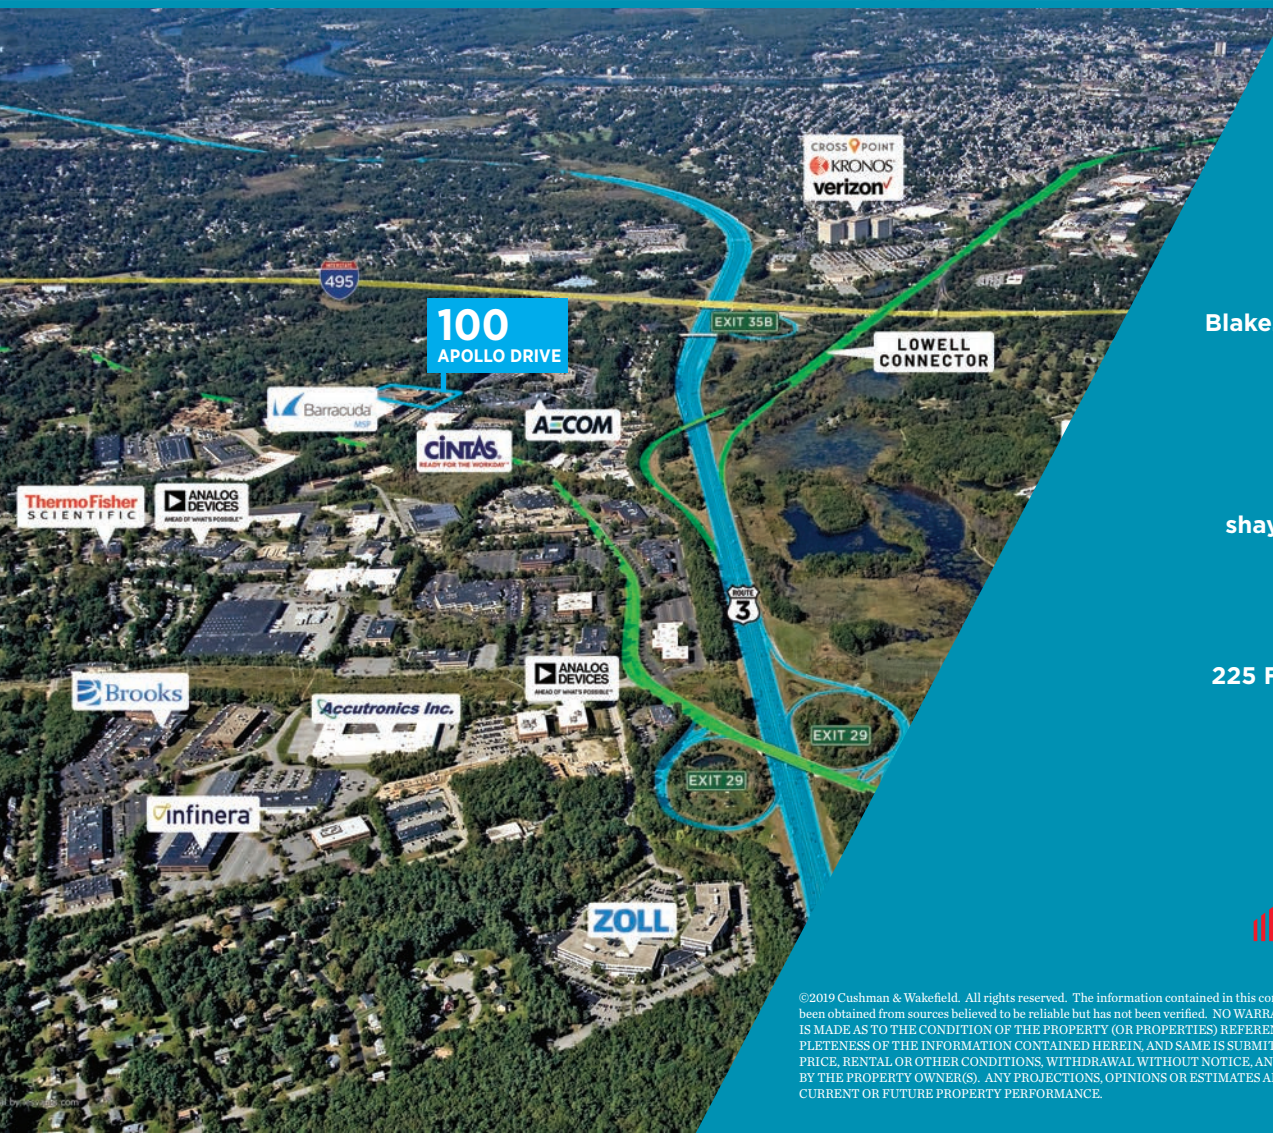 CROSS POINT
KRONOS
verizon
INTERSTATE
495
100
APOLLO DRIVE
EXIT 35B
LOWELL
CONNECTOR
Blake
Barracuda
MSP
AECOM
CINTAS
READY FOR THE WORKDAY
ThermoFisher
SCIENTIFIC
ANALOG
DEVICES
AHEAD OF WHAT'S POSSIBLE™
shay
ROUTE
3
ANALOG
DEVICES
AHEAD OF WHAT'S POSSIBLE™
225 F
Brooks
Accutronics Inc.
EXIT 29
EXIT 29
infinera
ZOLL
©2019 Cushman & Wakefield. All rights reserved. The information contained in this co
been obtained from sources believed to be reliable but has not been verified. NO WARRA
IS MADE AS TO THE CONDITION OF THE PROPERTY (OR PROPERTIES) REFEREN
PLETENESS OF THE INFORMATION CONTAINED HEREIN, AND SAME IS SUBMIT
PRICE, RENTAL OR OTHER CONDITIONS, WITHDRAWAL WITHOUT NOTICE, AN
BY THE PROPERTY OWNER(S). ANY PROJECTIONS, OPINIONS OR ESTIMATES A
CURRENT OR FUTURE PROPERTY PERFORMANCE.